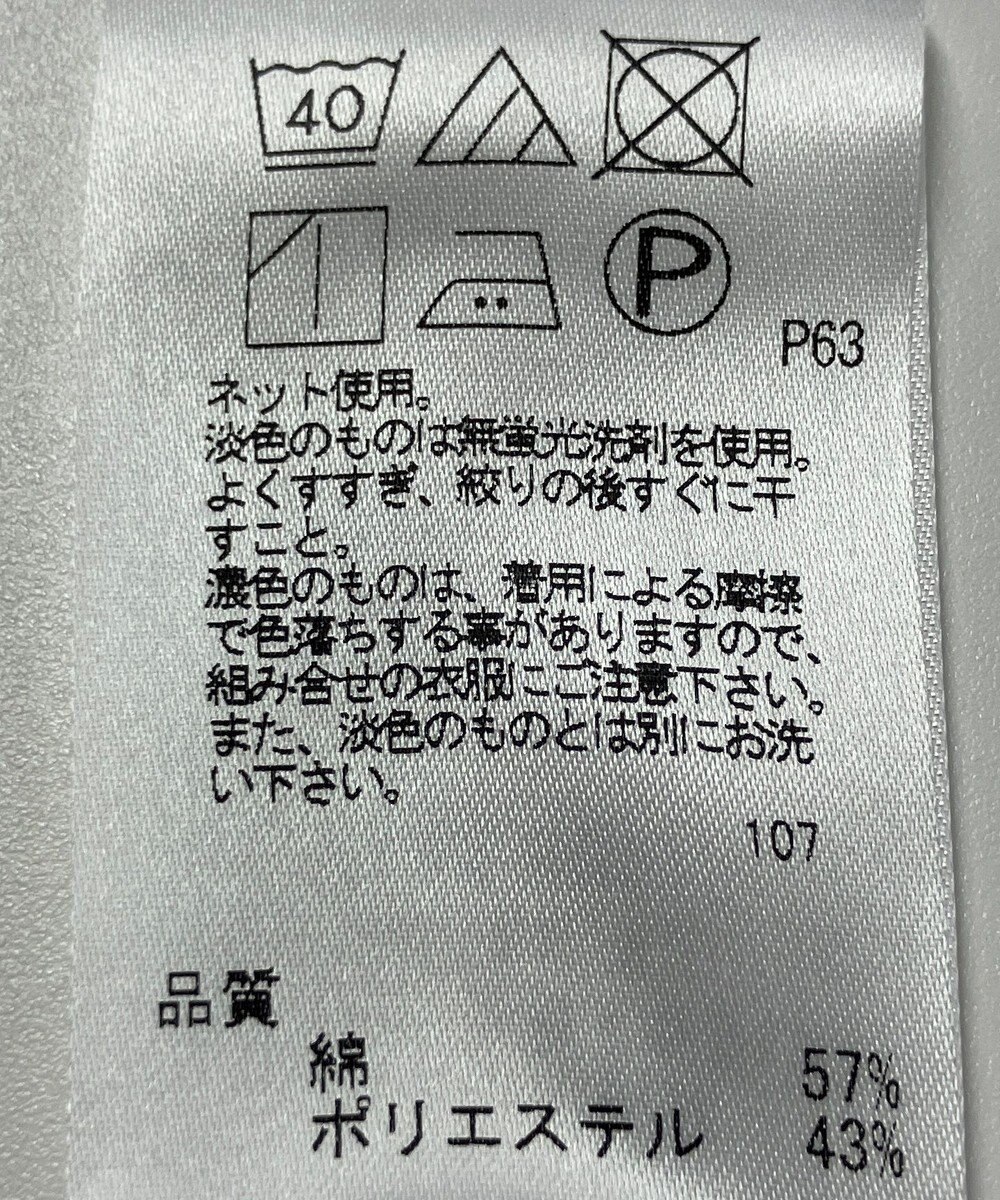 40
P
P63
ネット使用。
淡色のものは無蛍光洗剤を使用。
よくすすぎ、絞りの後すぐに干
すこと。
濃色のものは、着用による摩擦
で色落ちする事がありますので、
組み合せの衣服にご注意下さい。
また、淡色のものとは別にお洗
い下さい。
107
品質
綿 57%
ポリエステル 43%